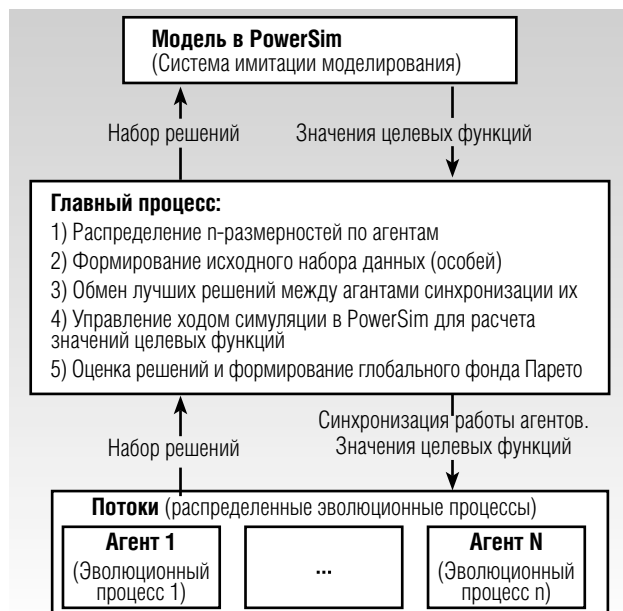 Модель в PowerSim
(Система имитации моделирования)
Набор решений
Значения целевых функций
Главный процесс:
1) Распределение n-размерностей по агентам
2) Формирование исходного набора данных (особей)
3) Обмен лучших решений между агантами синхронизации их
4) Управление ходом симуляции в PowerSim для расчета
значений целевых функций
5) Оценка решений и формирование глобального фонда Парето
Набор решений
Синхронизация работы агентов.
Значения целевых функций
Потоки (распределенные эволюционные процессы)
Агент 1
(Эволюционный
процесс 1)
...
Агент N
(Эволюционный
процесс n)